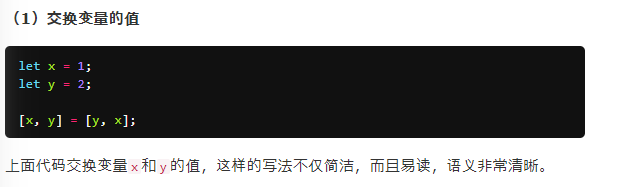 （1）交换变量的值
let x = 1;
let y = 2;
[x, y] = [y, x];
上面代码交换变量x和y的值，这样的写法不仅简洁，而且易读，语义非常清晰。